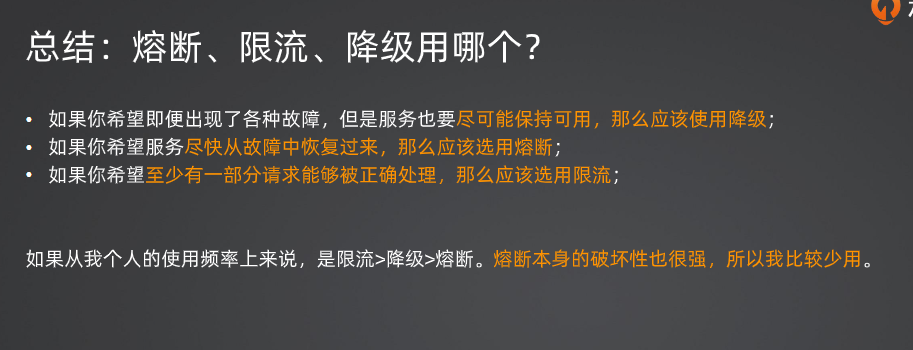 总结：熔断、限流、降级用哪个？
• 如果你希望即便出现了各种故障，但是服务也要尽可能保持可用，那么应该使用降级；
• 如果你希望服务尽快从故障中恢复过来，那么应该选用熔断；
• 如果你希望至少有一部分请求能够被正确处理，那么应该选用限流；
如果从我个人的使用频率上来说，是限流>降级>熔断。熔断本身的破坏性也很强，所以我比较少用。